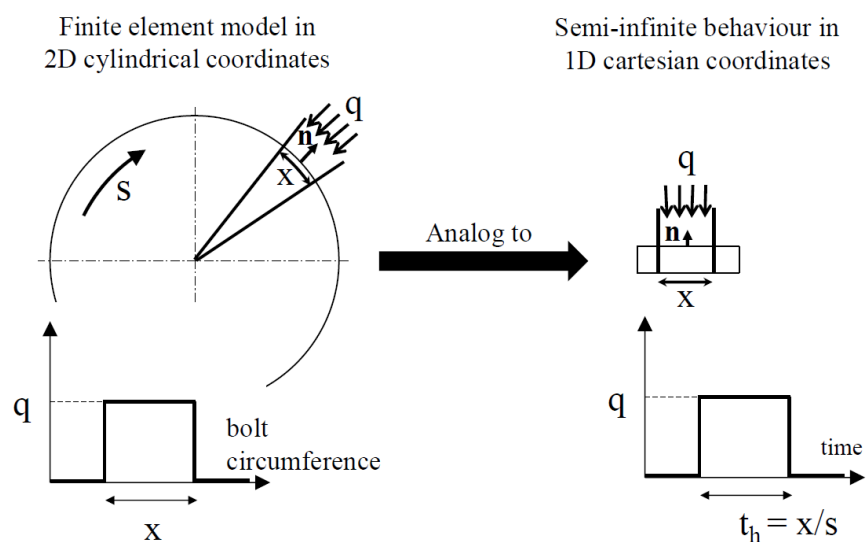 Finite element model in
2D cylindrical coordinates
Semi-infinite behaviour in
1D cartesian coordinates
q
n
x
s
Analog to
q
n
x
q
bolt
circumference
x
q
time
t_h = x/s